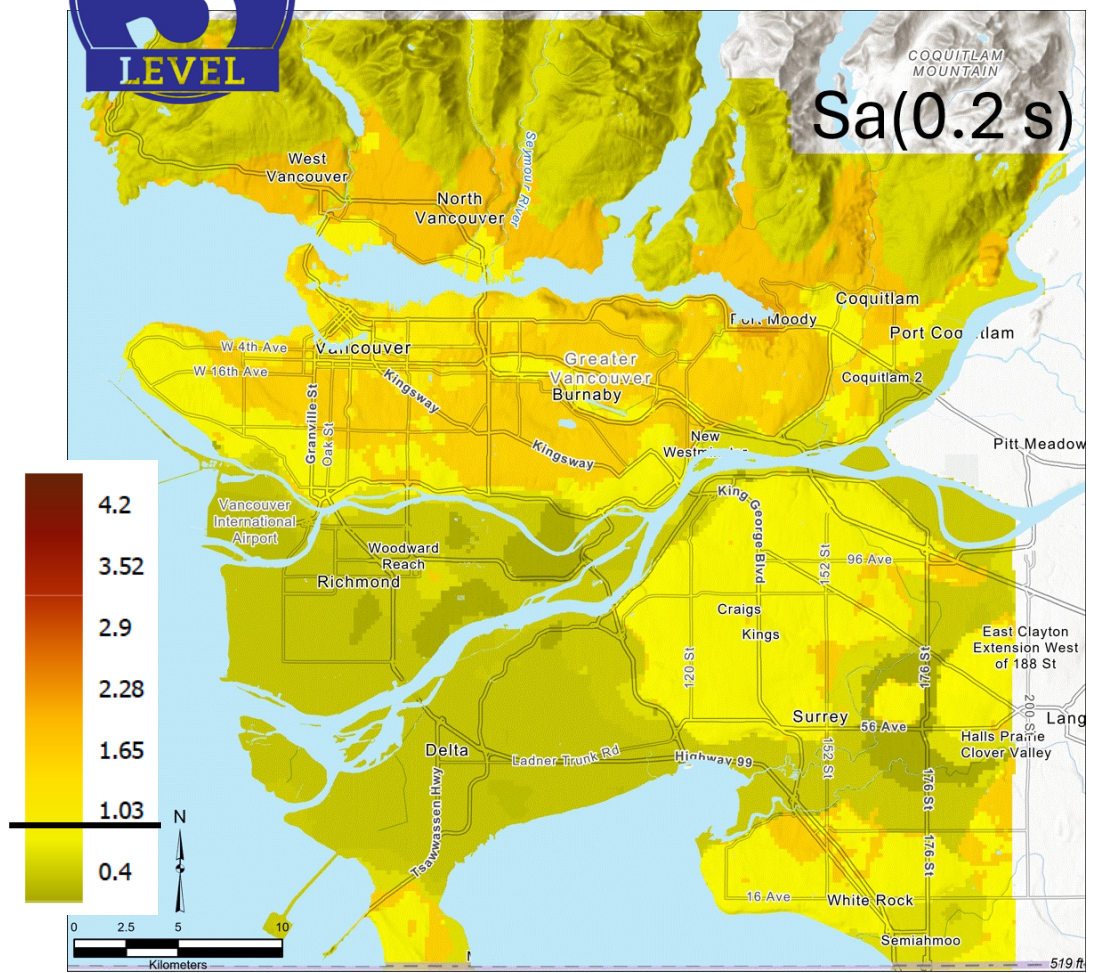 LEVEL
COQUITLAM
MOUNTAIN
Sa(0.2 s)
West
Vancouver
Seymour River
North
Vancouver
Coquitlam
Port Moody
Port Coquitlam
Vancouver
W 4th Ave
W 16th Ave
Greater
Vancouver
Burnaby
Coquitlam 2
Kingsway
Granville St
Oak St
Kingsway
New
Westminster
Pitt Meadow
4.2
3.52
2.9
2.28
1.65
1.03
0.4
Vancouver
International
Airport
King George Blvd
Woodward
Reach
Richmond
152 St
96 Ave
Craigs
Kings
East Clayton
Extension West
of 188 St
120 St
176 St
200 St
Surrey
56 Ave
Lang
Halls Prairie
Clover Valley
Delta
Ladner Trunk Rd
Highway 99
152 St
Tsawwassen Hwy
176 St
176 St
16 Ave
White Rock
Semiahmoo
N
0 2.5 5 10
Kilometers
519 ft